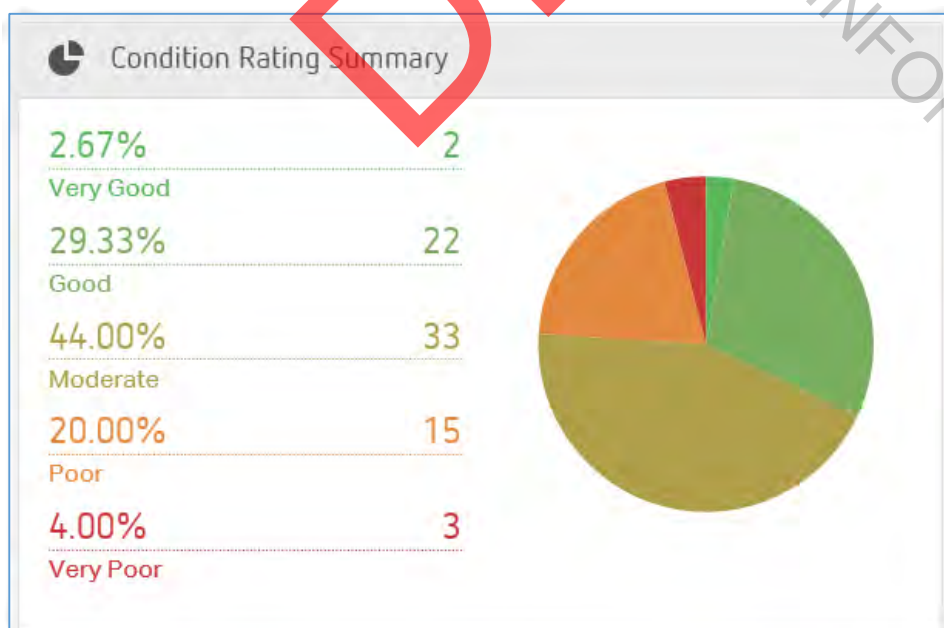 Condition Rating Summary
2.67% 2
Very Good
29.33% 22
Good
44.00% 33
Moderate
20.00% 15
Poor
4.00% 3
Very Poor